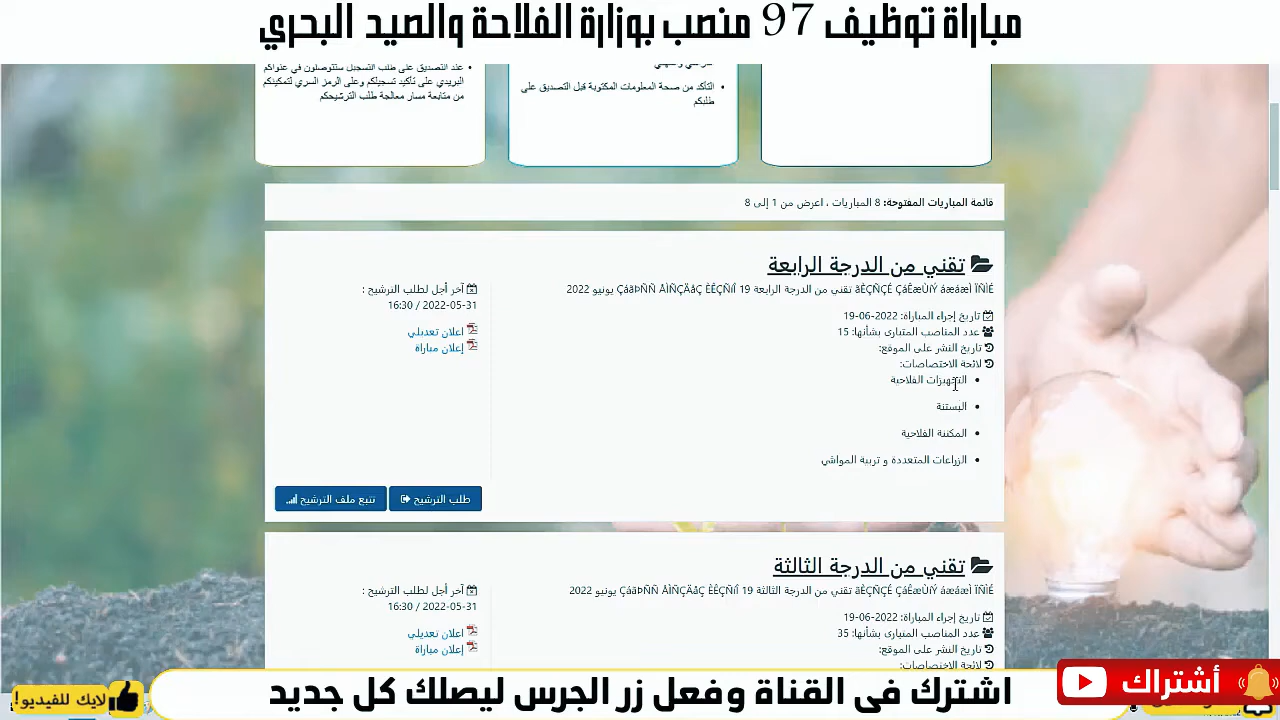 مباراة توظيف 97 منصب بوزارة الفلاحة والصيد البحري
التأكد من صحة المعلومات المكتوبة قبل التصديق على
طلبكم
عند التصديق على طلب التسجيل ستتوصلون في عنوانكم
البريدي على تأكيد تسجيلكم وعلى الرمز السري لتمكينكم
من متابعة مسار معالجة طلب الترشيحكم
قائمة المباريات المفتوحة: 8 المباريات ، اعرض من 1 إلى 8
تقني من الدرجة الرابعة
تقني من الدرجة الرابعة 19 يونيو 2022
تاريخ إجراء المباراة: 2022-06-19
عدد المناصب المتبارى بشأنها: 15
تاريخ النشر على الموقع:
لائحة الاختصاصات:
التجهيزات الفلاحية
البستنة
المكننة الفلاحية
الزراعات المتعددة و تربية المواشي
آخر أجل لطلب الترشيح :
2022-05-31 / 16:30
اعلان تعديلي
إعلان مباراة
طلب الترشيح
تتبع ملف الترشيح
تقني من الدرجة الثالثة
تقني من الدرجة الثالثة 19 يونيو 2022
تاريخ إجراء المباراة: 2022-06-19
عدد المناصب المتبارى بشأنها: 35
تاريخ النشر على الموقع:
لائحة الاختصاصات:
آخر أجل لطلب الترشيح :
2022-05-31 / 16:30
اعلان تعديلي
إعلان مباراة
أشتراك
اشترك فى القناة وفعل زر الجرس ليصلك كل جديد
لايك للفيديو!